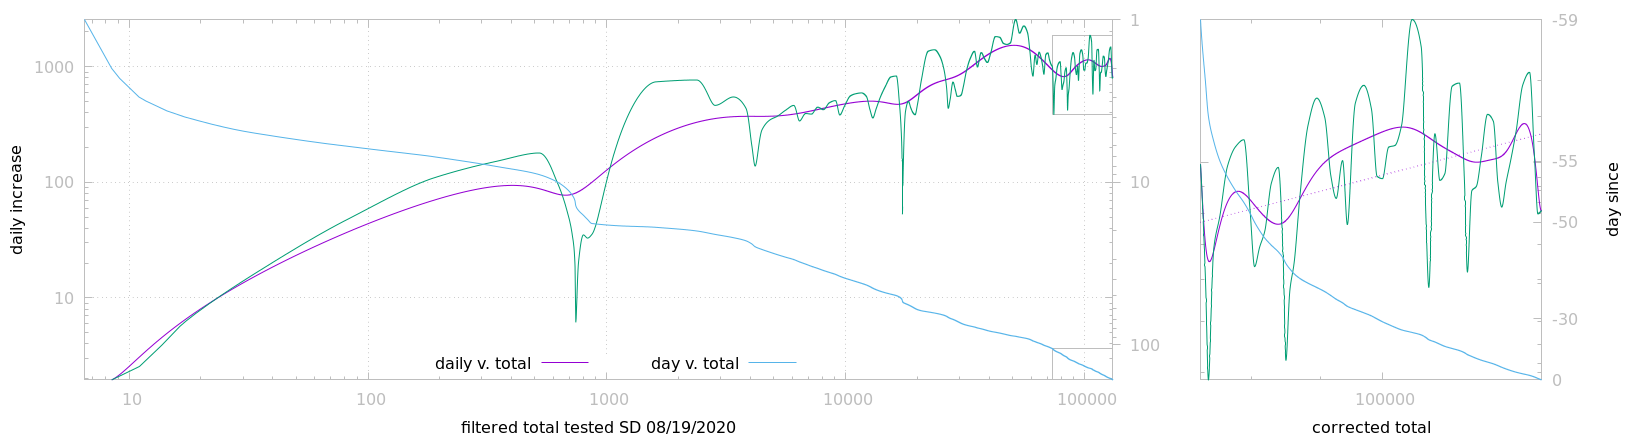 daily increase
1000
100
10
daily v. total
day v. total
10
100
1000
10000
100000
filtered total tested SD 08/19/2020
1
10
100
-59
-55
-50
-30
0
day since
100000
corrected total